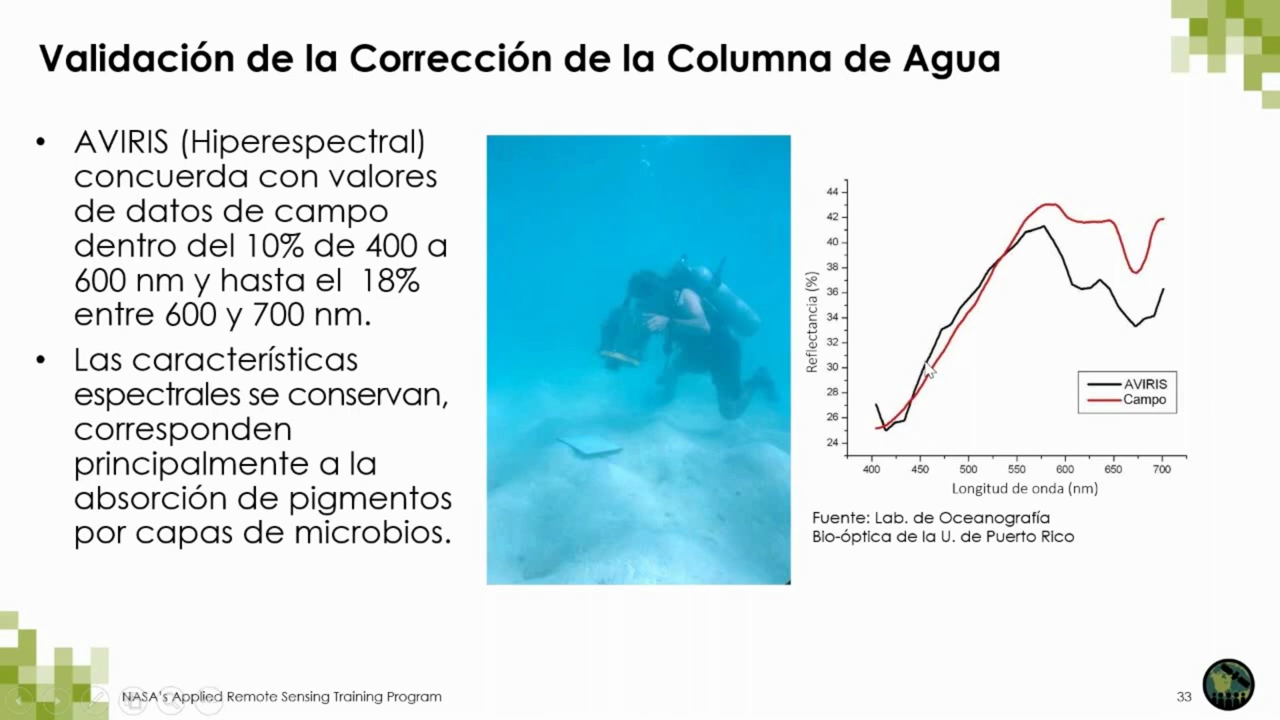 Validación de la Corrección de la Columna de Agua
• AVIRIS (Hiperespectral)
concuerda con valores
de datos de campo
dentro del 10% de 400 a
600 nm y hasta el 18%
entre 600 y 700 nm.
• Las características
espectrales se conservan,
corresponden
principalmente a la
absorción de pigmentos
por capas de microbios.
Reflectancia (%)
44
42
40
38
36
34
32
30
28
26
24
AVIRIS
Campo
400 450 500 550 600 650 700
Longitud de onda (nm)
Fuente: Lab. de Oceanografía
Bio-óptica de la U. de Puerto Rico
NASA's Applied Remote Sensing Training Program
33